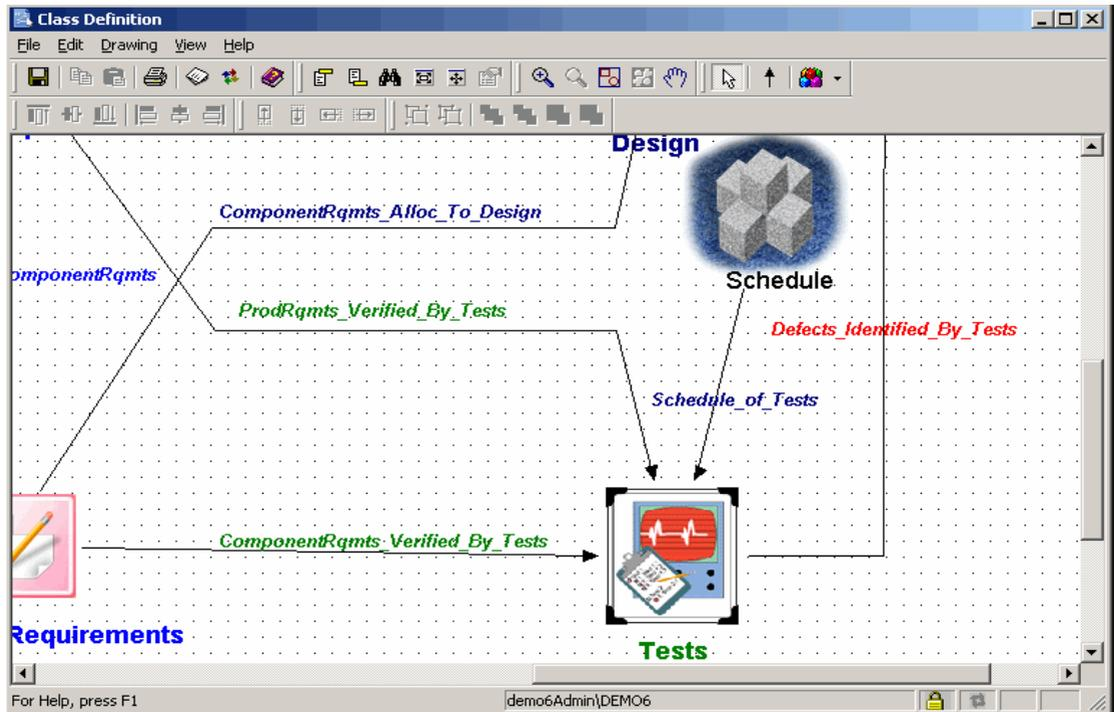 Class Definition
File Edit Drawing View Help
Design
ComponentRqmts_Alloc_To_Design
omponentRqmts
Schedule
ProdRqmts_Verified_By_Tests
Defects_Identified_By_Tests
Schedule_of_Tests
ComponentRqmts_Verified_By_Tests
Requirements
Tests
For Help, press F1
demo6Admin\DEMO6